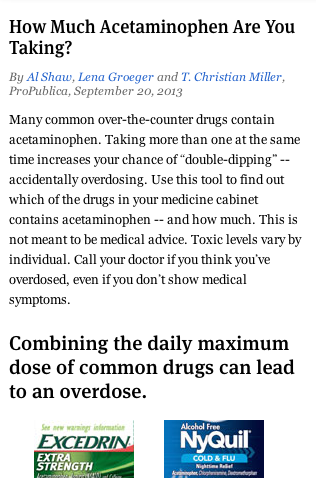 How Much Acetaminophen Are You
Taking?
By Al Shaw, Lena Groeger and T. Christian Miller,
ProPublica, September 20, 2013
Many common over-the-counter drugs contain
acetaminophen. Taking more than one at the same
time increases your chance of “double-dipping” --
accidentally overdosing. Use this tool to find out
which of the drugs in your medicine cabinet
contains acetaminophen -- and how much. This is
not meant to be medical advice. Toxic levels vary by
individual. Call your doctor if you think you’ve
overdosed, even if you don’t show medical
symptoms.
Combining the daily maximum
dose of common drugs can lead
to an overdose.
See new warnings information
EXCEDRIN
EXTRA
STRENGTH
Alcohol Free
NyQuil
COLD & FLU
Nighttime Relief
Acetaminophen, Chlorpheniramine, Dextromethorphan